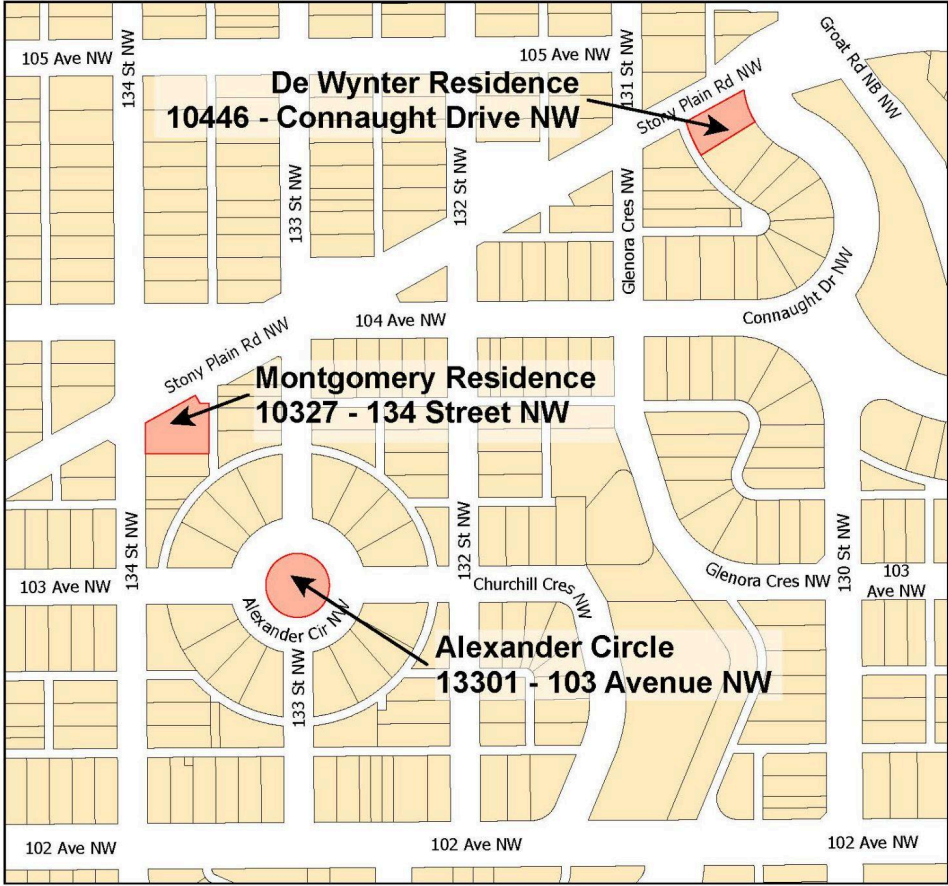 105 Ave NW
134 St NW
105 Ave NW
131 St NW
Groat Rd NB NW
Stony Plain Rd NW
De Wynter Residence
10446 - Connaught Drive NW
133 St NW
132 St NW
Glenora Cres NW
Connaught Dr NW
104 Ave NW
Stony Plain Rd NW
Montgomery Residence
10327 - 134 Street NW
134 St NW
132 St NW
130 St NW
103 Ave NW
Churchill Cres NW
Glenora Cres NW
103
Ave NW
Alexander Cir NW
Alexander Circle
13301 - 103 Avenue NW
133 St NW
102 Ave NW
102 Ave NW
102 Ave NW